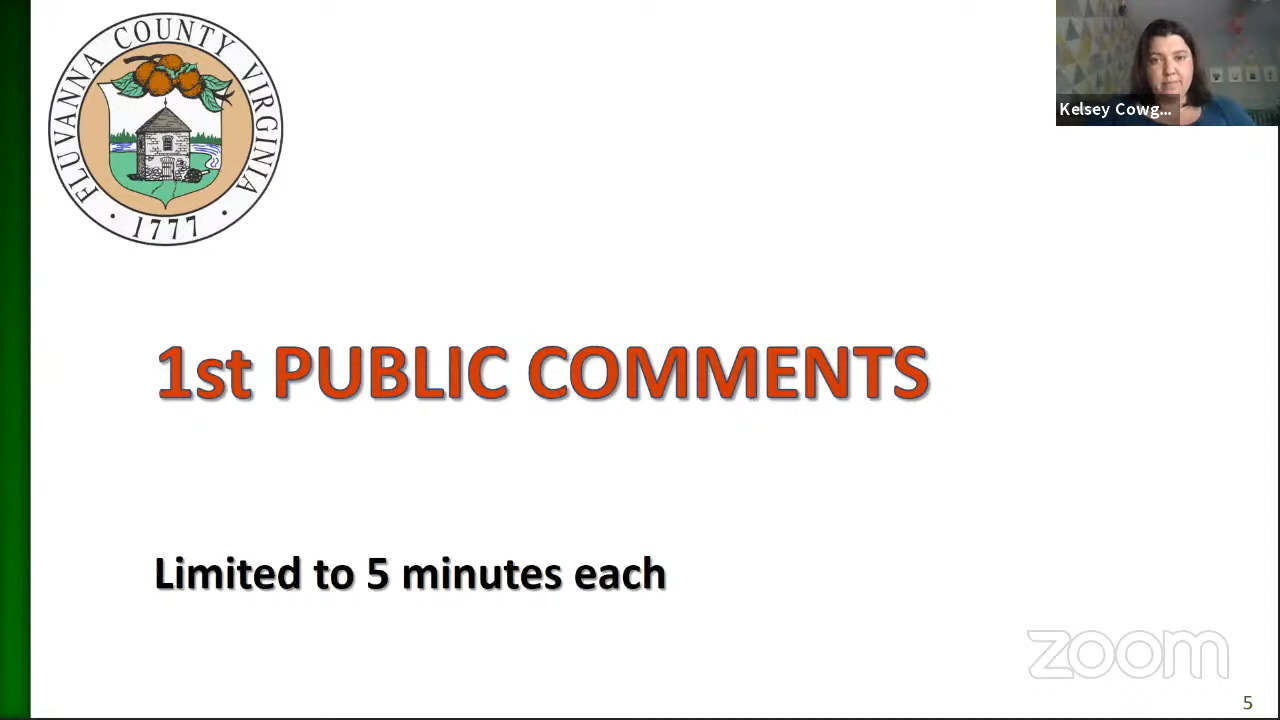 FLUVANNA COUNTY VIRGINIA
· 1777 ·
Kelsey Cowg...
1st PUBLIC COMMENTS
Limited to 5 minutes each
zoom
5